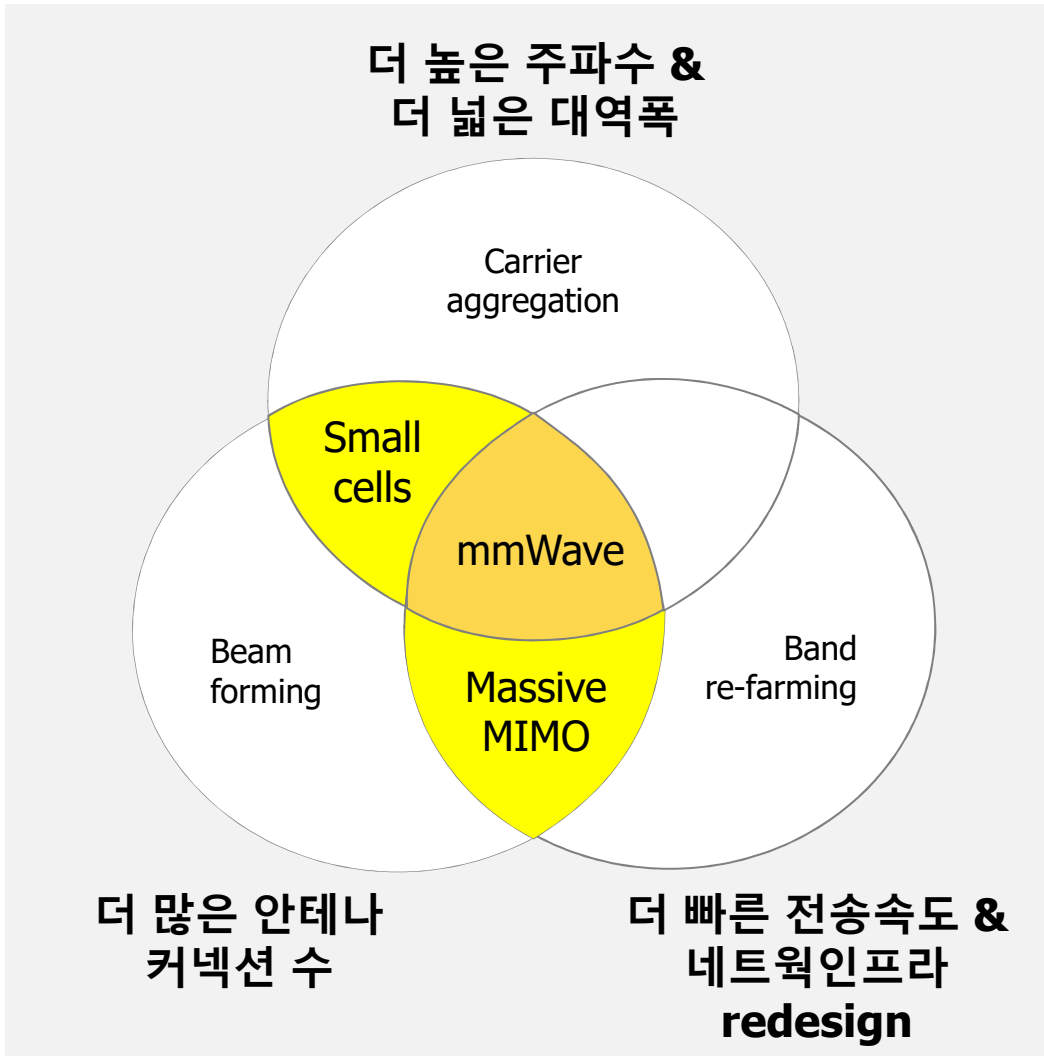 더 높은 주파수 &
더 넓은 대역폭
Carrier
aggregation
Small
cells
mmWave
Beam
forming
Massive
MIMO
Band
re-farming
더 많은 안테나
커넥션 수
더 빠른 전송속도 &
네트웍인프라
redesign